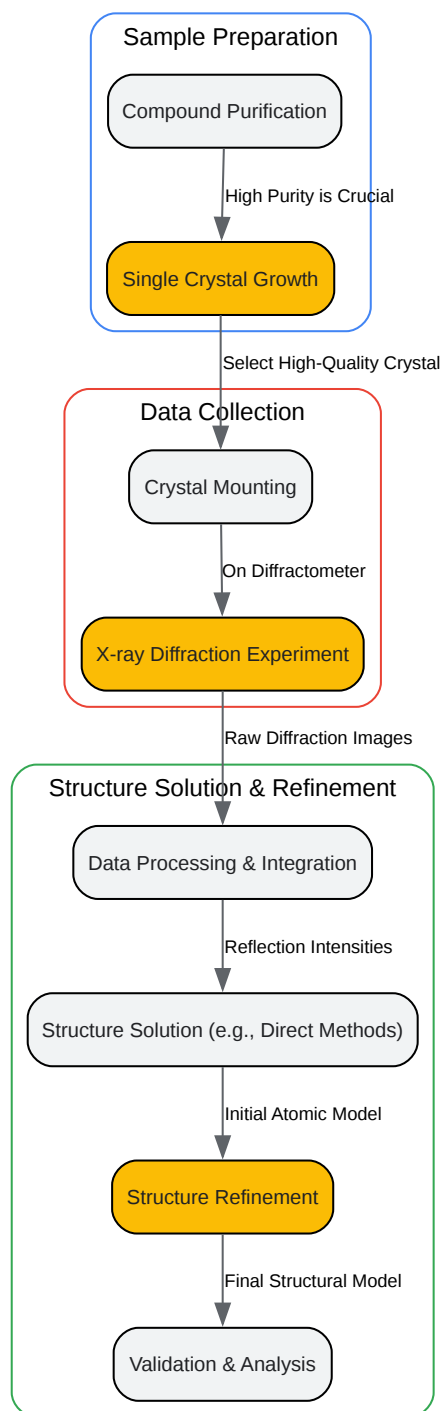 Sample Preparation
Compound Purification
High Purity is Crucial
Single Crystal Growth
Select High-Quality Crystal
Data Collection
Crystal Mounting
On Diffractometer
X-ray Diffraction Experiment
Raw Diffraction Images
Structure Solution & Refinement
Data Processing & Integration
Reflection Intensities
Structure Solution (e.g., Direct Methods)
Initial Atomic Model
Structure Refinement
Final Structural Model
Validation & Analysis